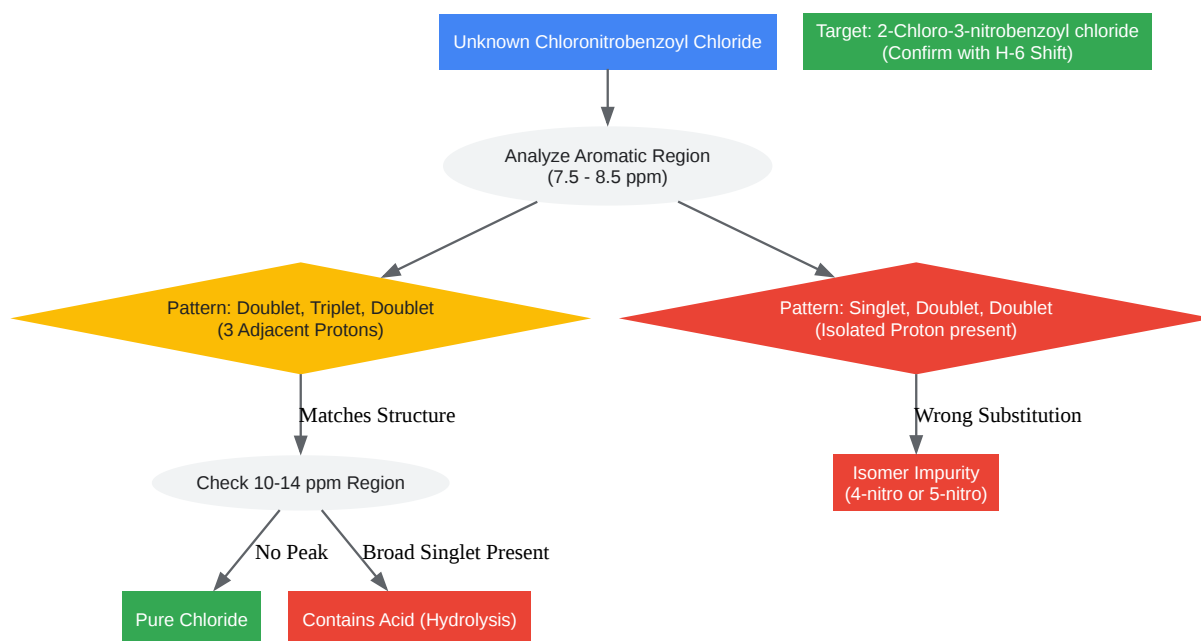 Unknown Chloronitrobenzoyl Chloride
Target: 2-Chloro-3-nitrobenzoyl chloride
(Confirm with H-6 Shift)
Analyze Aromatic Region
(7.5 - 8.5 ppm)
Pattern: Doublet, Triplet, Doublet
(3 Adjacent Protons)
Pattern: Singlet, Doublet, Doublet
(Isolated Proton present)
Matches Structure
Wrong Substitution
Check 10-14 ppm Region
Isomer Impurity
(4-nitro or 5-nitro)
No Peak
Broad Singlet Present
Pure Chloride
Contains Acid (Hydrolysis)